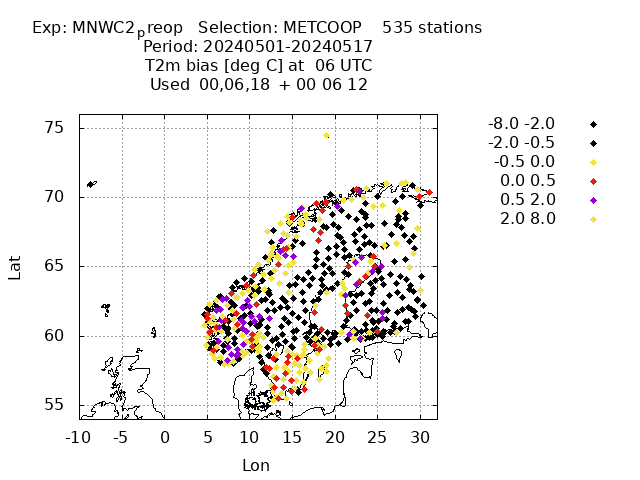 Exp: MNWC2preop   Selection: METCOOP    535 stations
Period: 20240501-20240517
T2m bias [deg C] at  06 UTC
Used  00,06,18  + 00 06 12
-8.0 -2.0
-2.0 -0.5
-0.5 0.0
0.0 0.5
0.5 2.0
2.0 8.0
75
70
65
60
55
Lat
-10 -5 0 5 10 15 20 25 30
Lon